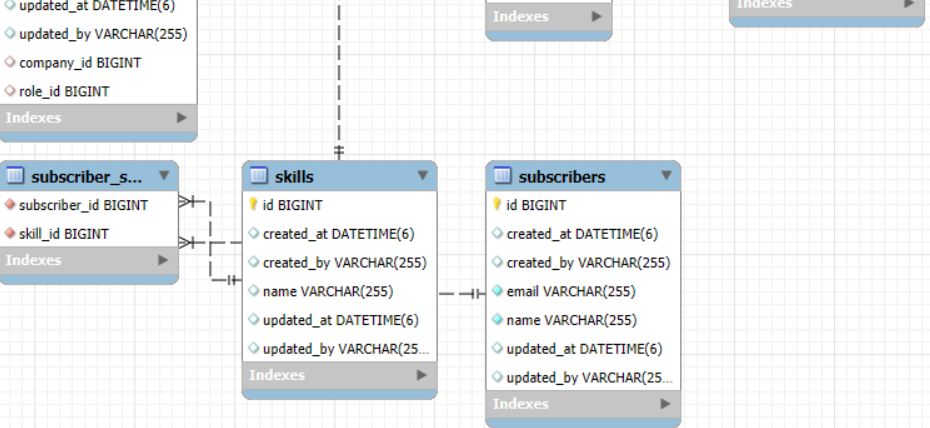 updated_at DATETIME(6)
updated_by VARCHAR(255)
company_id BIGINT
role_id BIGINT
Indexes
Indexes
Indexes
subscriber_s...
subscriber_id BIGINT
skill_id BIGINT
Indexes
skills
id BIGINT
created_at DATETIME(6)
created_by VARCHAR(255)
name VARCHAR(255)
updated_at DATETIME(6)
updated_by VARCHAR(25...
Indexes
subscribers
id BIGINT
created_at DATETIME(6)
created_by VARCHAR(255)
email VARCHAR(255)
name VARCHAR(255)
updated_at DATETIME(6)
updated_by VARCHAR(25...
Indexes